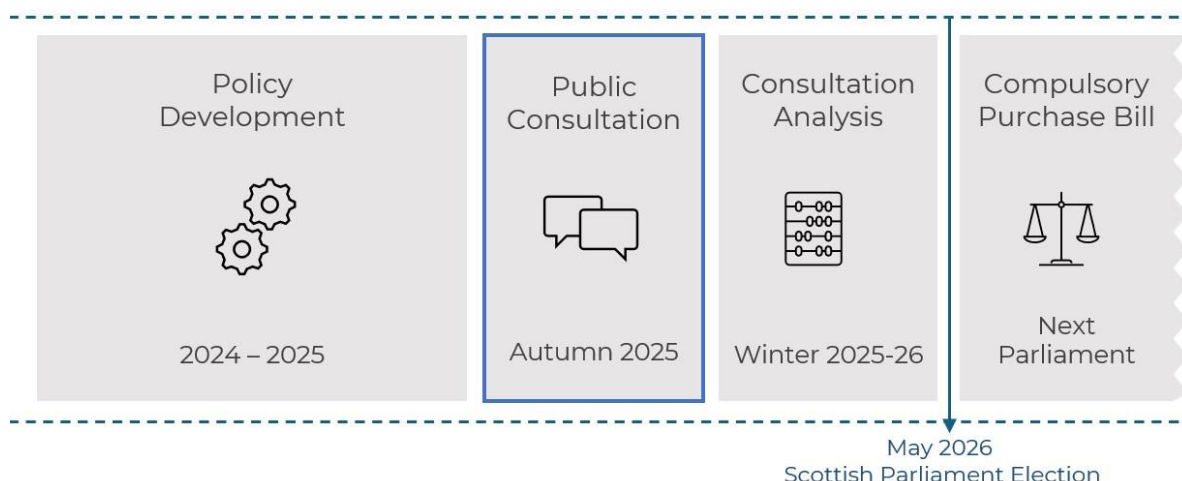 Policy
Development
2024 – 2025
Public
Consultation
Autumn 2025
Consultation
Analysis
Winter 2025-26
Compulsory
Purchase Bill
Next
Parliament
May 2026
Scottish Parliament Election